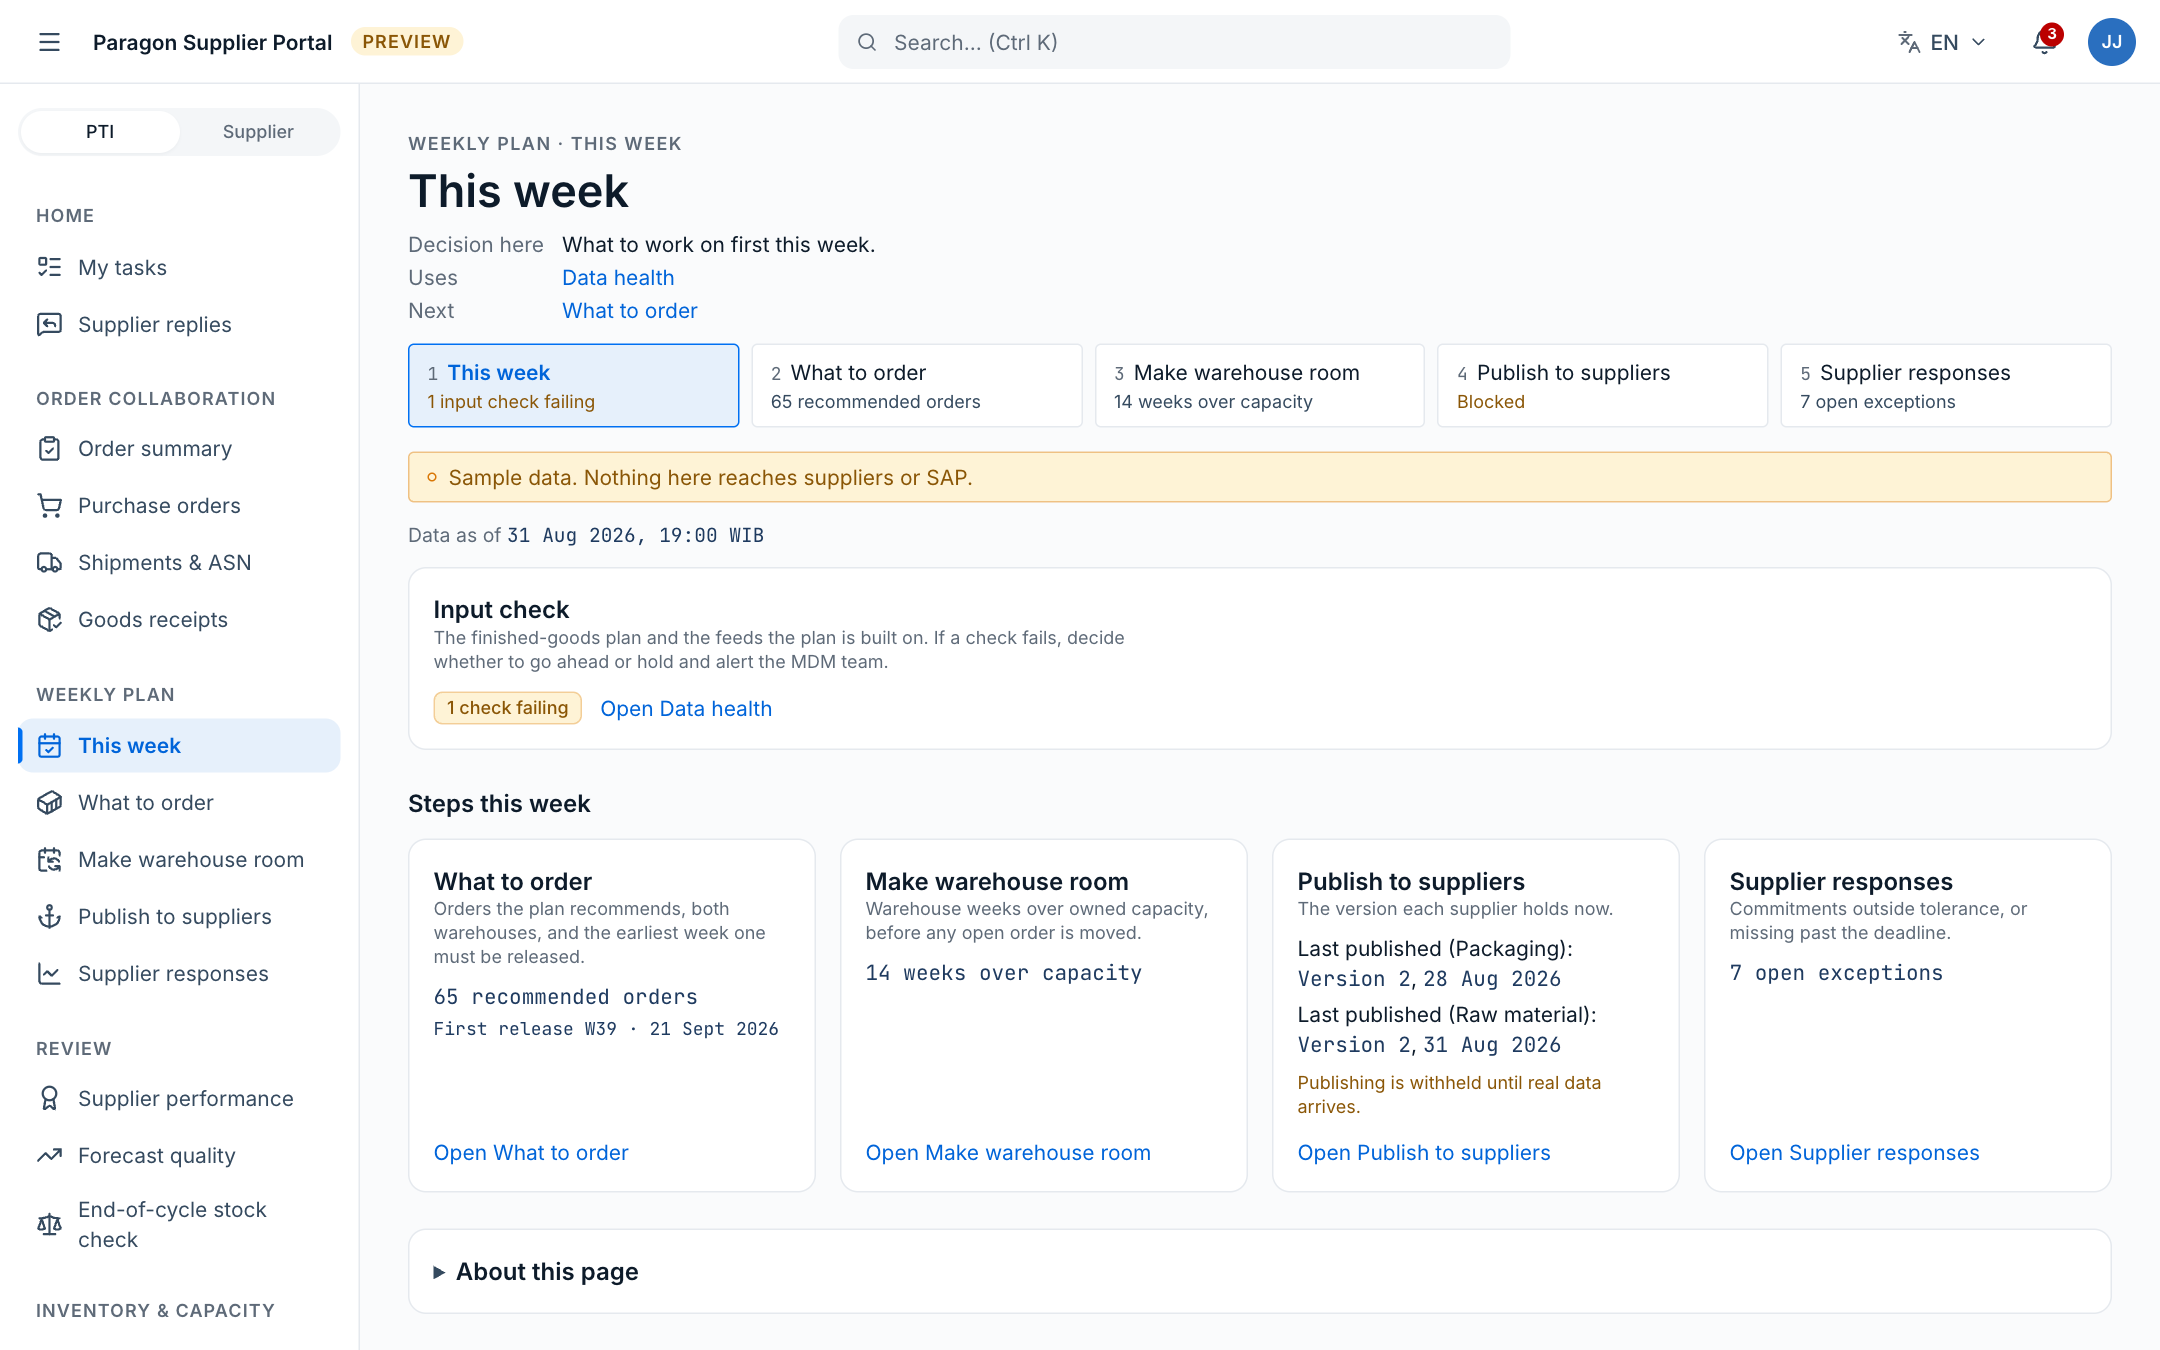 Paragon Supplier Portal
PREVIEW
Search... (Ctrl K)
EN
3
JJ
PTI
Supplier
HOME
My tasks
Supplier replies
ORDER COLLABORATION
Order summary
Purchase orders
Shipments & ASN
Goods receipts
WEEKLY PLAN
This week
What to order
Make warehouse room
Publish to suppliers
Supplier responses
REVIEW
Supplier performance
Forecast quality
End-of-cycle stock
check
INVENTORY & CAPACITY
WEEKLY PLAN · THIS WEEK
This week
Decision here What to work on first this week.
Uses Data health
Next What to order
1 This week
1 input check failing
2 What to order
65 recommended orders
3 Make warehouse room
14 weeks over capacity
4 Publish to suppliers
Blocked
5 Supplier responses
7 open exceptions
Sample data. Nothing here reaches suppliers or SAP.
Data as of 31 Aug 2026, 19:00 WIB
Input check
The finished-goods plan and the feeds the plan is built on. If a check fails, decide
whether to go ahead or hold and alert the MDM team.
1 check failing
Open Data health
Steps this week
What to order
Orders the plan recommends, both
warehouses, and the earliest week one
must be released.
65 recommended orders
First release W39 · 21 Sept 2026
Open What to order
Make warehouse room
Warehouse weeks over owned capacity,
before any open order is moved.
14 weeks over capacity
Open Make warehouse room
Publish to suppliers
The version each supplier holds now.
Last published (Packaging):
Version 2, 28 Aug 2026
Last published (Raw material):
Version 2, 31 Aug 2026
Publishing is withheld until real data
arrives.
Open Publish to suppliers
Supplier responses
Commitments outside tolerance, or
missing past the deadline.
7 open exceptions
Open Supplier responses
About this page